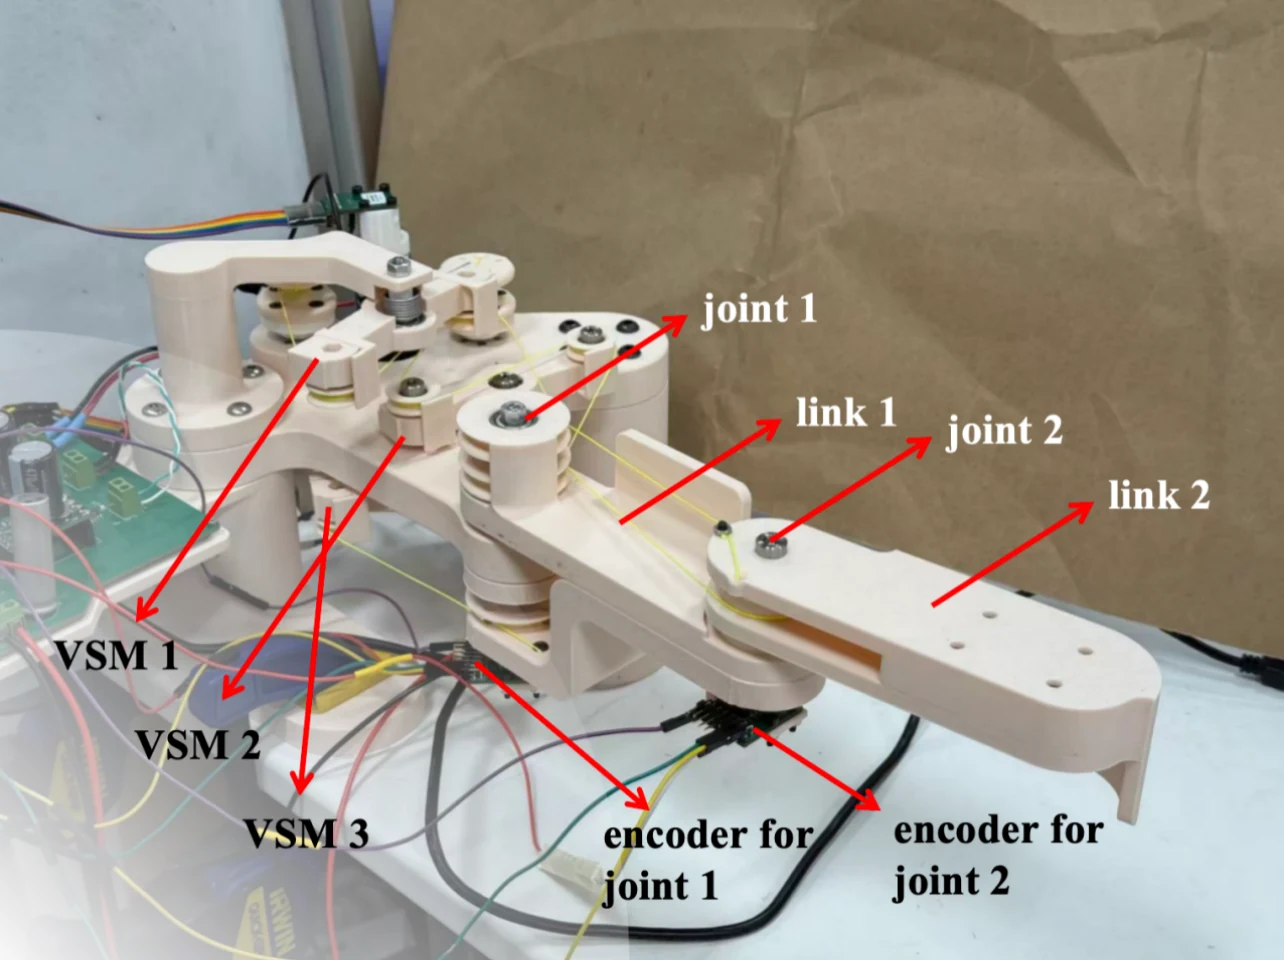 joint 1
link 1
joint 2
link 2
VSM 1
VSM 2
VSM 3
encoder for
joint 1
encoder for
joint 2
IRWIN